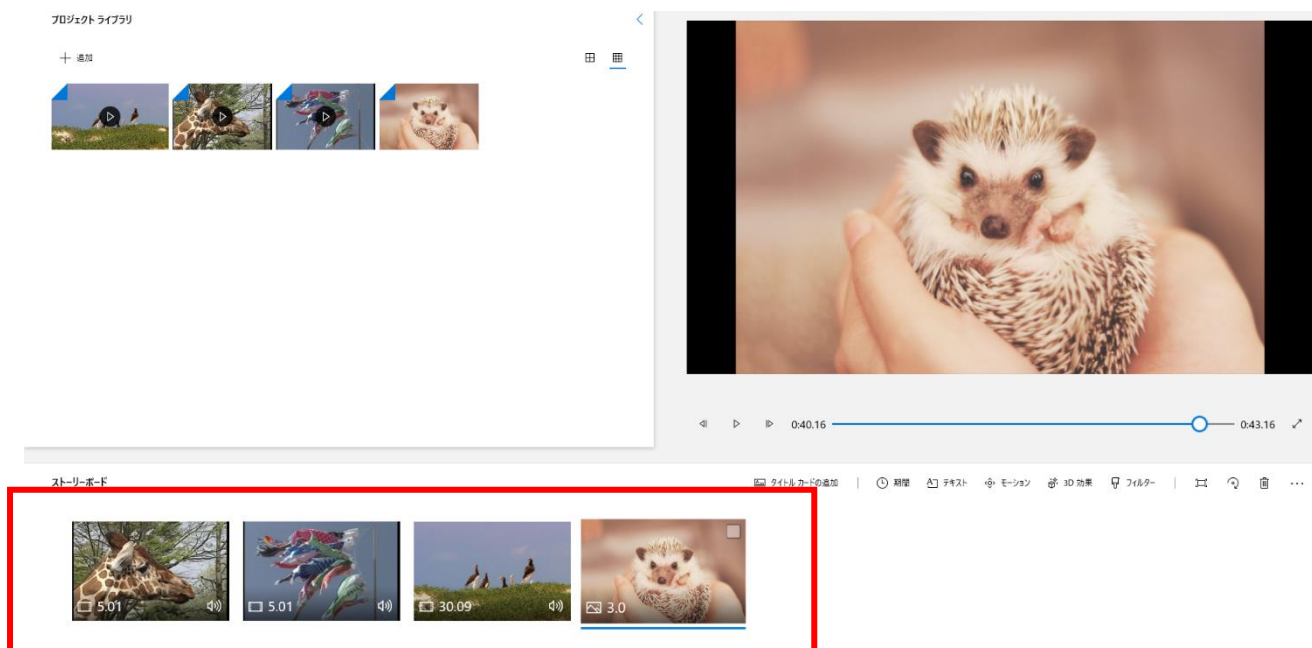 プロジェクト ライブラリ
追加
0:40.16
0:43.16
ストーリーボード
タイトル カードの追加 期間 テキスト モーション 3D 効果 フィルター
5.01
5.01
30.09
3.0